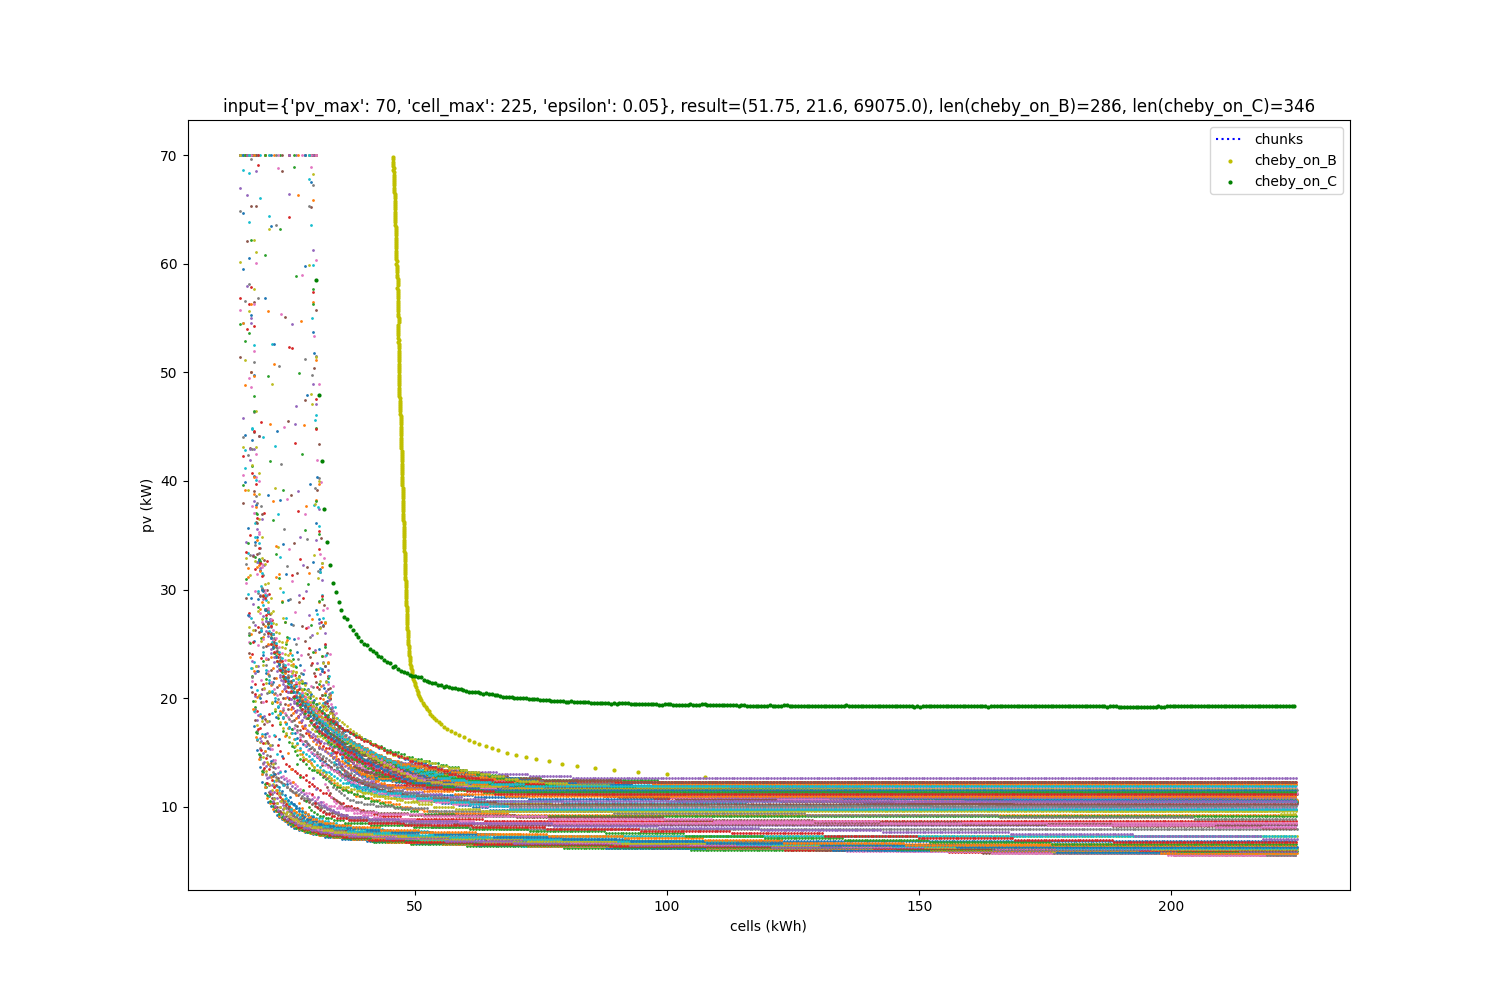 input={'pv_max': 70, 'cell_max': 225, 'epsilon': 0.05}, result=(51.75, 21.6, 69075.0), len(cheby_on_B)=286, len(cheby_on_C)=346
chunks
cheby_on_B
cheby_on_C
70
60
50
40
30
20
10
pv (kW)
50 100 150 200
cells (kWh)